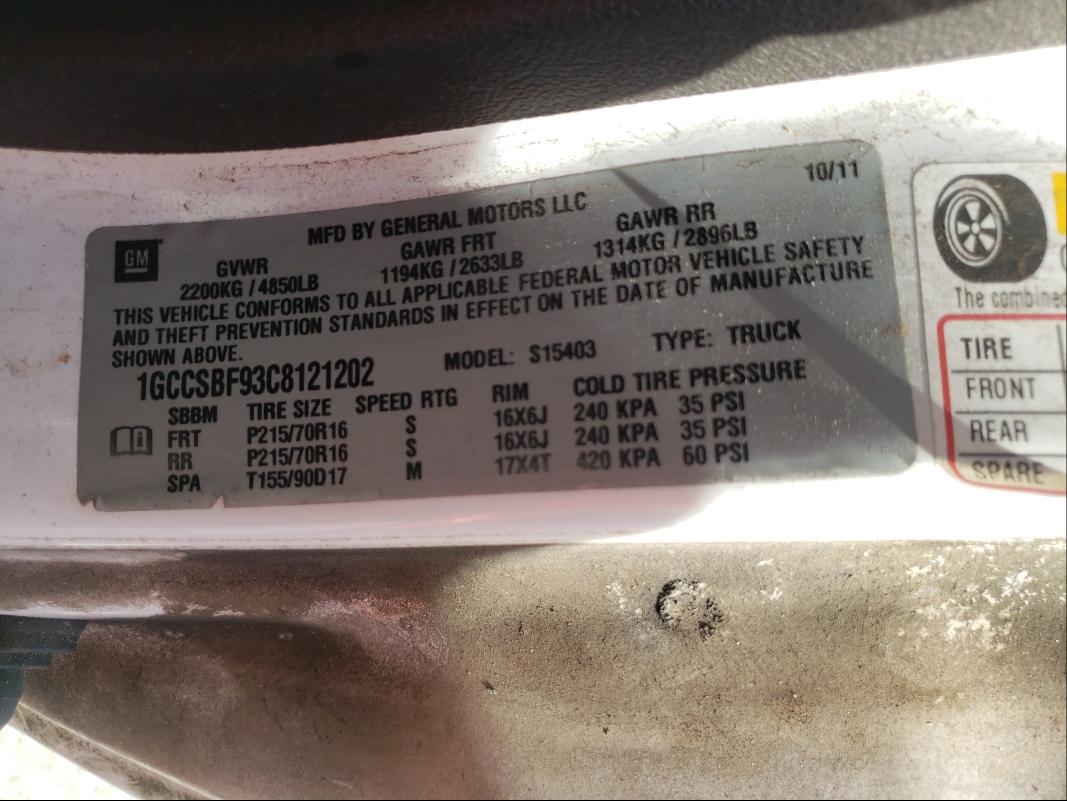 10/11
GM
MFD BY GENERAL MOTORS LLC
GVWR GAWR FRT GAWR RR
2200KG / 4850LB 1194KG / 2633LB 1314KG / 2896LB
THIS VEHICLE CONFORMS TO ALL APPLICABLE FEDERAL MOTOR VEHICLE SAFETY
AND THEFT PREVENTION STANDARDS IN EFFECT ON THE DATE OF MANUFACTURE
SHOWN ABOVE.
1GCCSBF93C8121202 MODEL: S15403 TYPE: TRUCK
SBBM TIRE SIZE SPEED RTG RIM COLD TIRE PRESSURE
FRT P215/70R16 S 16X6J 240 KPA 35 PSI
RR P215/70R16 S 16X6J 240 KPA 35 PSI
SPA T155/90D17 M 17X4T 420 KPA 60 PSI
The combined
TIRE
FRONT
REAR
SPARE